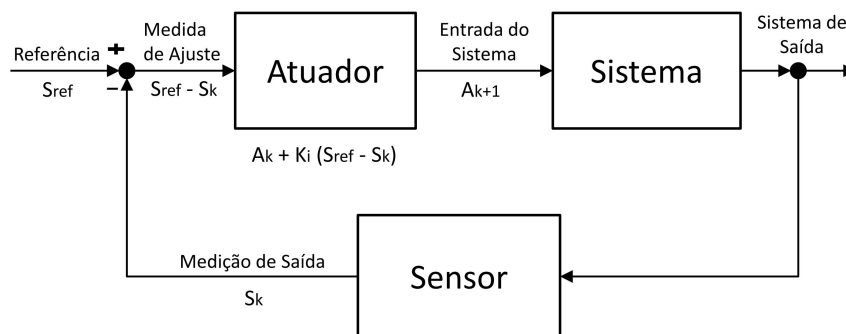 Referência
+
−
Sref
Medida
de Ajuste
Sref - Sk
Atuador
Ak + Ki (Sref - Sk)
Entrada do
Sistema
Ak+1
Sistema
Sistema de
Saída
Medição de Saída
Sk
Sensor